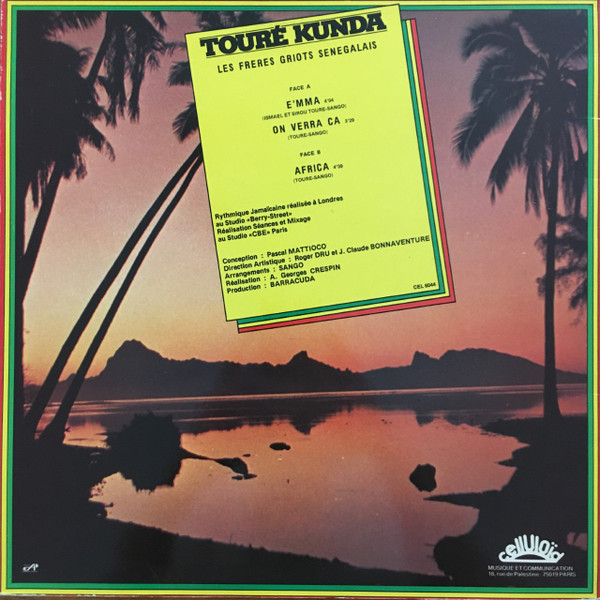 TOURÉ KUNDA
LES FRERES GRIOTS SENEGALAIS
FACE A
E'MMA 4'04
(ISMAEL ET SIXOU TOURE-SANGO)
ON VERRA CA 3'29
(TOURE-SANGO)
FACE B
AFRICA 4'59
(TOURE-SANGO)
Rythmique Jamaïcaine réalisée à Londres
au Studio «Berry-Street»
Réalisation Séances et Mixage
au Studio «CBE» Paris
Conception : Pascal MATTIOCO
Direction Artistique : Roger DRU et J. Claude BONNAVENTURE
Arrangements : SANGO
Réalisation : A. Georges CRESPIN
Production : BARRACUDA
CEL 6044
celluloïd
MUSIQUE ET COMMUNICATION
18, rue de Palestine - 75019 PARIS